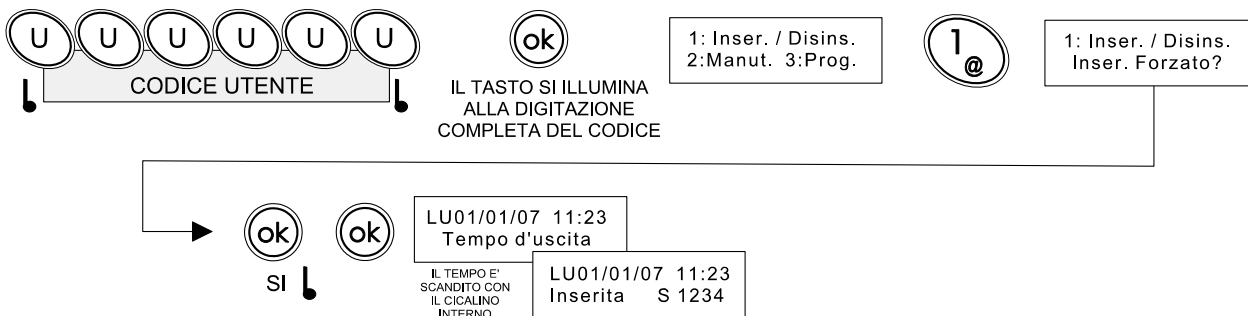 U U U U U U
CODICE UTENTE
ok
IL TASTO SI ILLUMINA
ALLA DIGITAZIONE
COMPLETA DEL CODICE
1: Inser. / Disins.
2:Manut. 3:Prog.
1
@
1: Inser. / Disins.
Inser. Forzato?
ok
SI
ok
LU01/01/07 11:23
Tempo d'uscita
IL TEMPO E'
SCANDITO CON
IL CICALINO
INTERNO
LU01/01/07 11:23
Inserita S 1234